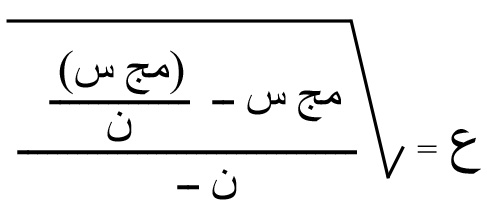 ع = √
مج س – (مج س)
ن
ن –